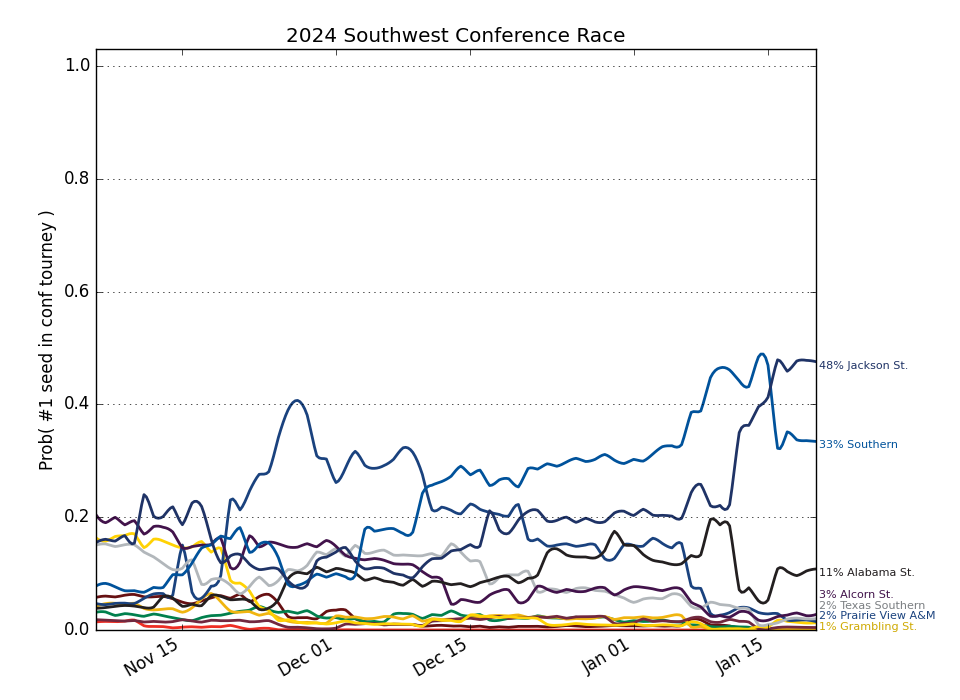 2024 Southwest Conference Race
Prob( #1 seed in conf tourney )
1.0
0.8
0.6
0.4
0.2
0.0
48% Jackson St.
33% Southern
11% Alabama St.
3% Alcorn St.
2% Texas Southern
2% Prairie View A&M
1% Grambling St.
Nov 15
Dec 01
Dec 15
Jan 01
Jan 15